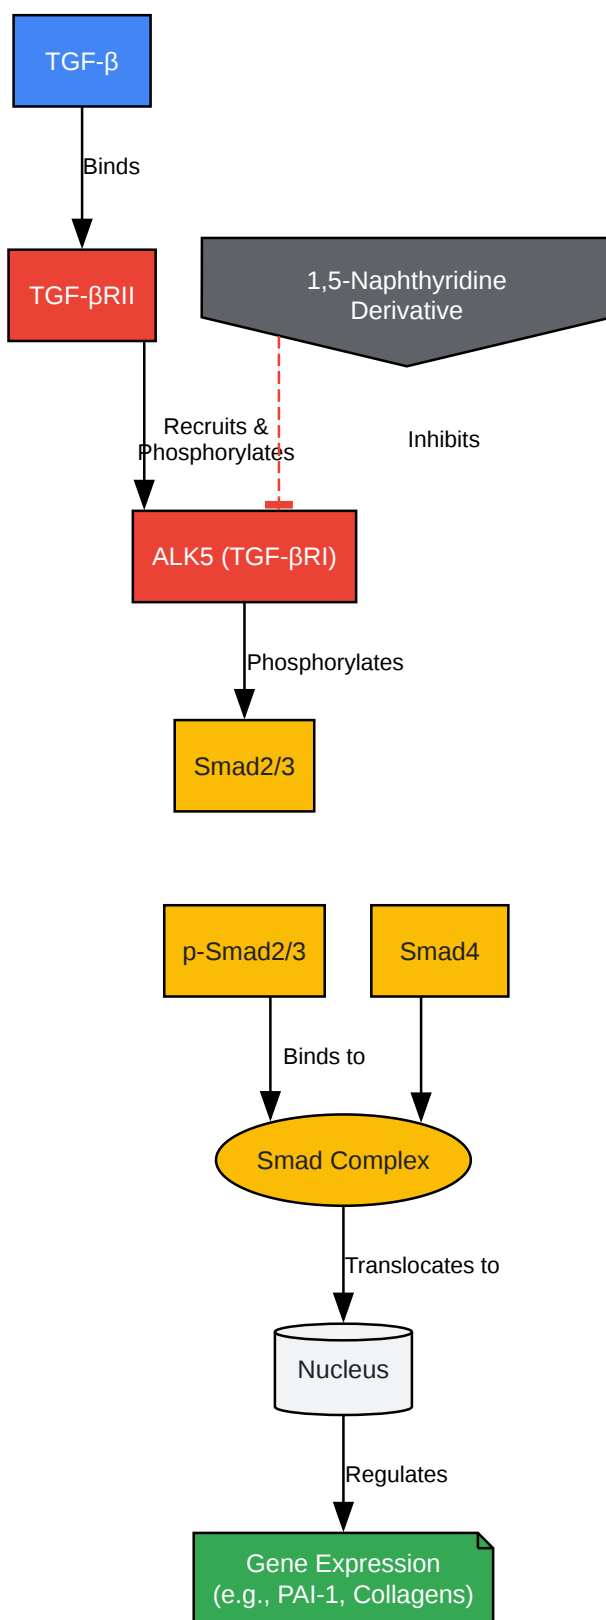 TGF-β
Binds
TGF-βRII
1,5-Naphthyridine
Derivative
Recruits &
Phosphorylates
Inhibits
ALK5 (TGF-βRI)
Phosphorylates
Smad2/3
p-Smad2/3
Smad4
Binds to
Smad Complex
Translocates to
Nucleus
Regulates
Gene Expression
(e.g., PAI-1, Collagens)